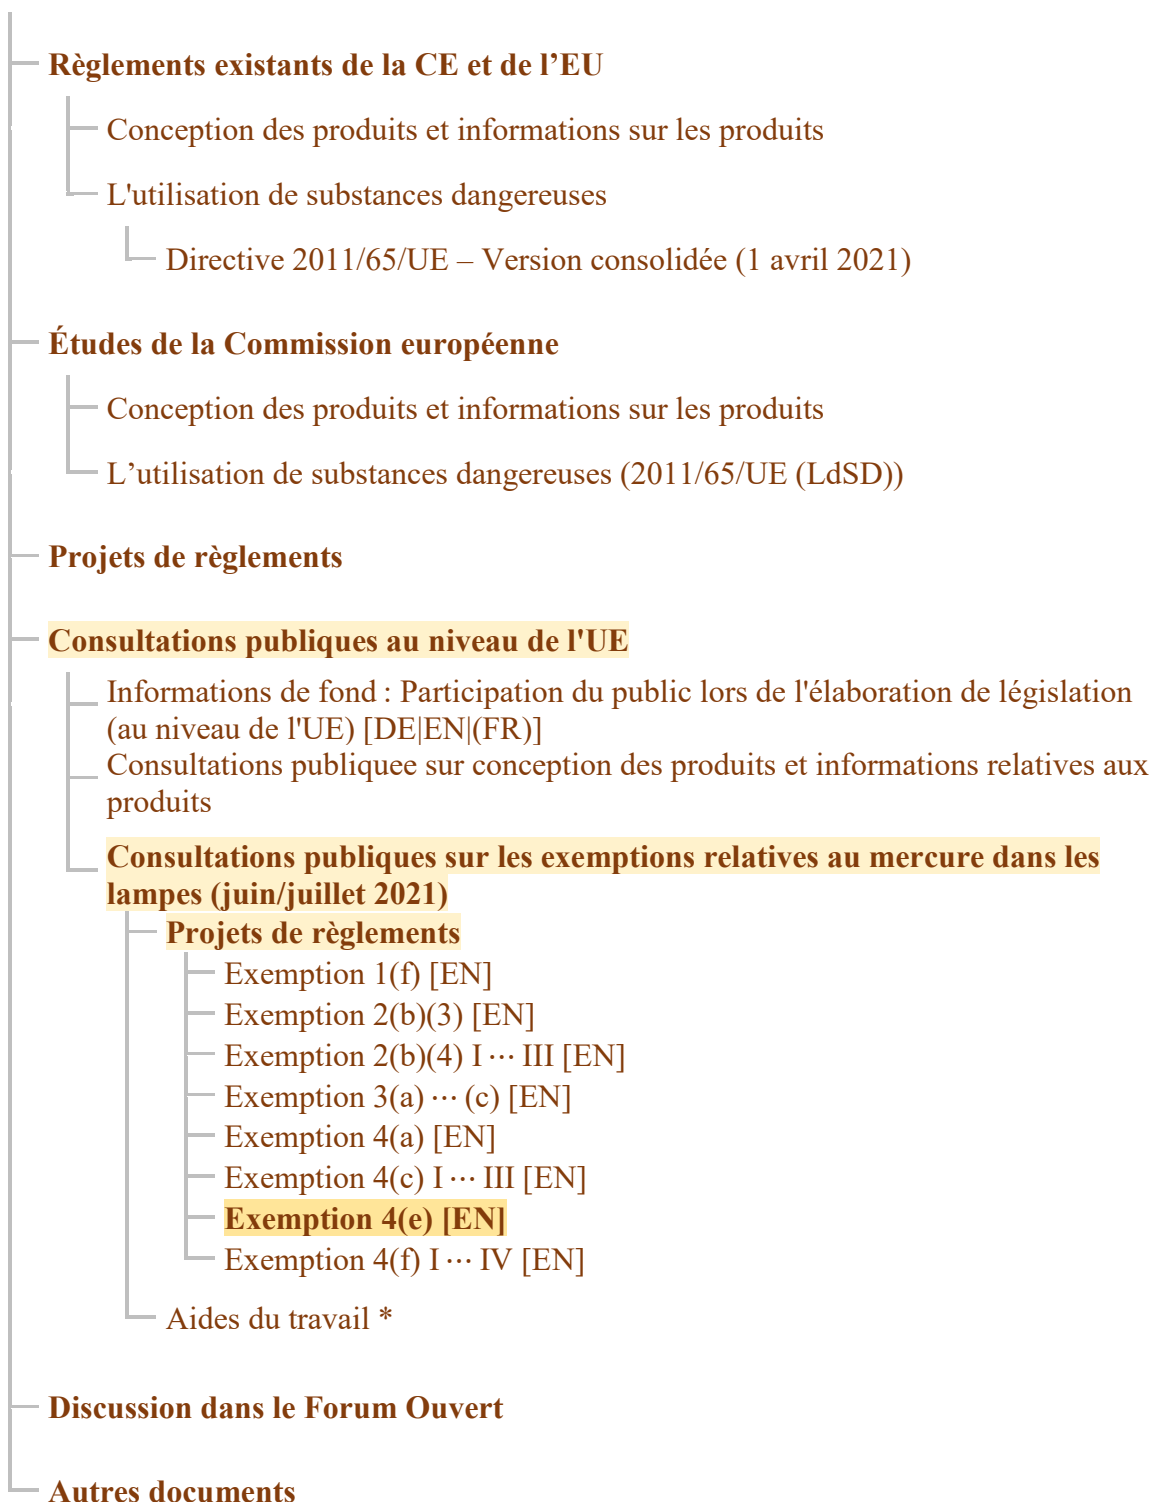 Règlements existants de la CE et de l’EU
Conception des produits et informations sur les produits
L'utilisation de substances dangereuses
Directive 2011/65/UE – Version consolidée (1 avril 2021)
Études de la Commission européenne
Conception des produits et informations sur les produits
L’utilisation de substances dangereuses (2011/65/UE (LdSD))
Projets de règlements
Consultations publiques au niveau de l'UE
Informations de fond : Participation du public lors de l'élaboration de législation
(au niveau de l'UE) [DE|EN|(FR)]
Consultations publiquee sur conception des produits et informations relatives aux
produits
Consultations publiques sur les exemptions relatives au mercure dans les
lampes (juin/juillet 2021)
Projets de règlements
Exemption 1(f) [EN]
Exemption 2(b)(3) [EN]
Exemption 2(b)(4) I ··· III [EN]
Exemption 3(a) ··· (c) [EN]
Exemption 4(a) [EN]
Exemption 4(c) I ··· III [EN]
Exemption 4(e) [EN]
Exemption 4(f) I ··· IV [EN]
Aides du travail *
Discussion dans le Forum Ouvert
Autres documents